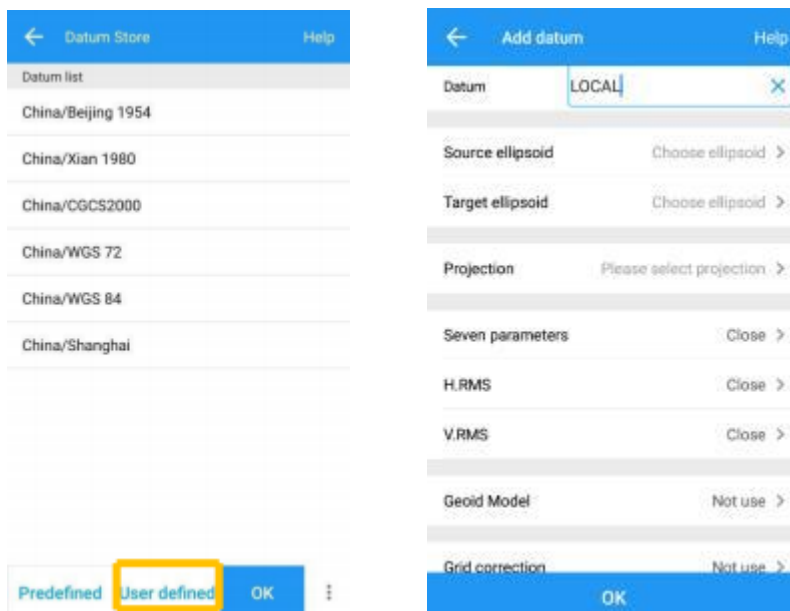 Datum Store Help
Datum list
China/Beijing 1954
China/Xian 1980
China/CGCS2000
China/WGS 72
China/WGS 84
China/Shanghai
Predefined User defined OK
Add datum Help
Datum LOCAL
Source ellipsoid Choose ellipsoid
Target ellipsoid Choose ellipsoid
Projection Please select projection
Seven parameters Close
H.RMS Close
V.RMS Close
Geoid Model Not use
Grid correction Not use
OK